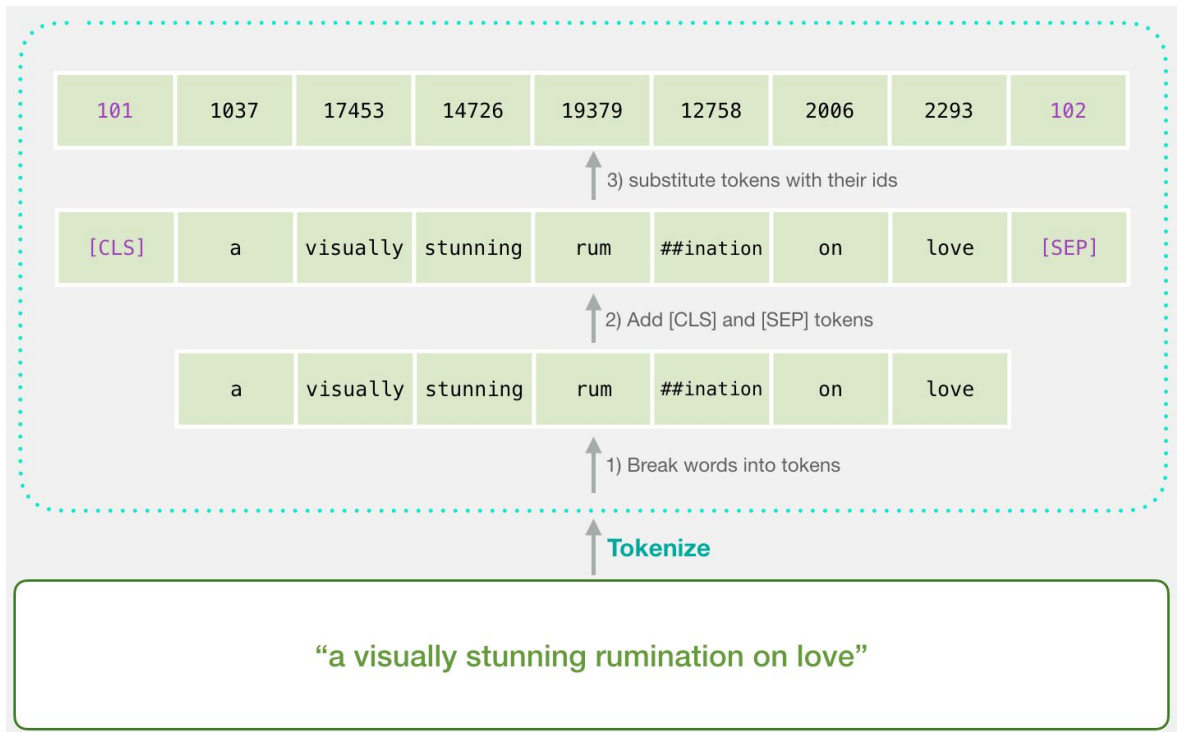 101 1037 17453 14726 19379 12758 2006 2293 102
3) substitute tokens with their ids
[CLS] a visually stunning rum ##ination on love [SEP]
2) Add [CLS] and [SEP] tokens
a visually stunning rum ##ination on love
1) Break words into tokens
Tokenize
“a visually stunning rumination on love”